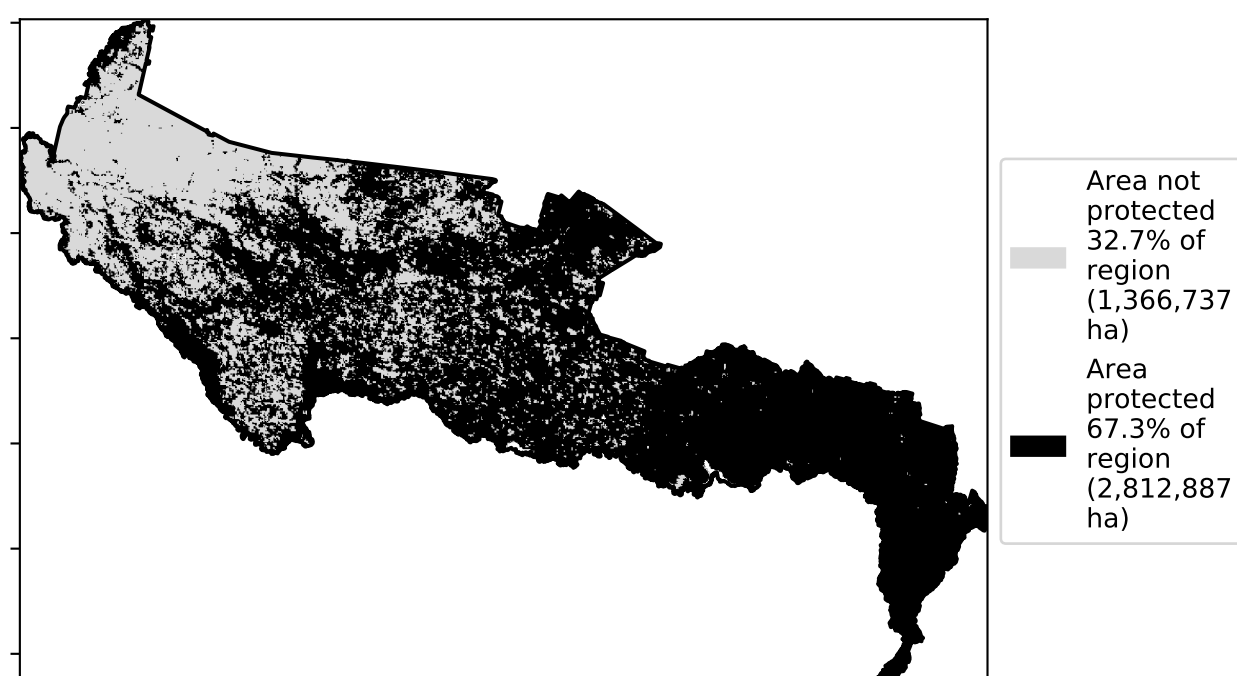 Area not
protected
32.7% of
region
(1,366,737
ha)
Area
protected
67.3% of
region
(2,812,887
ha)